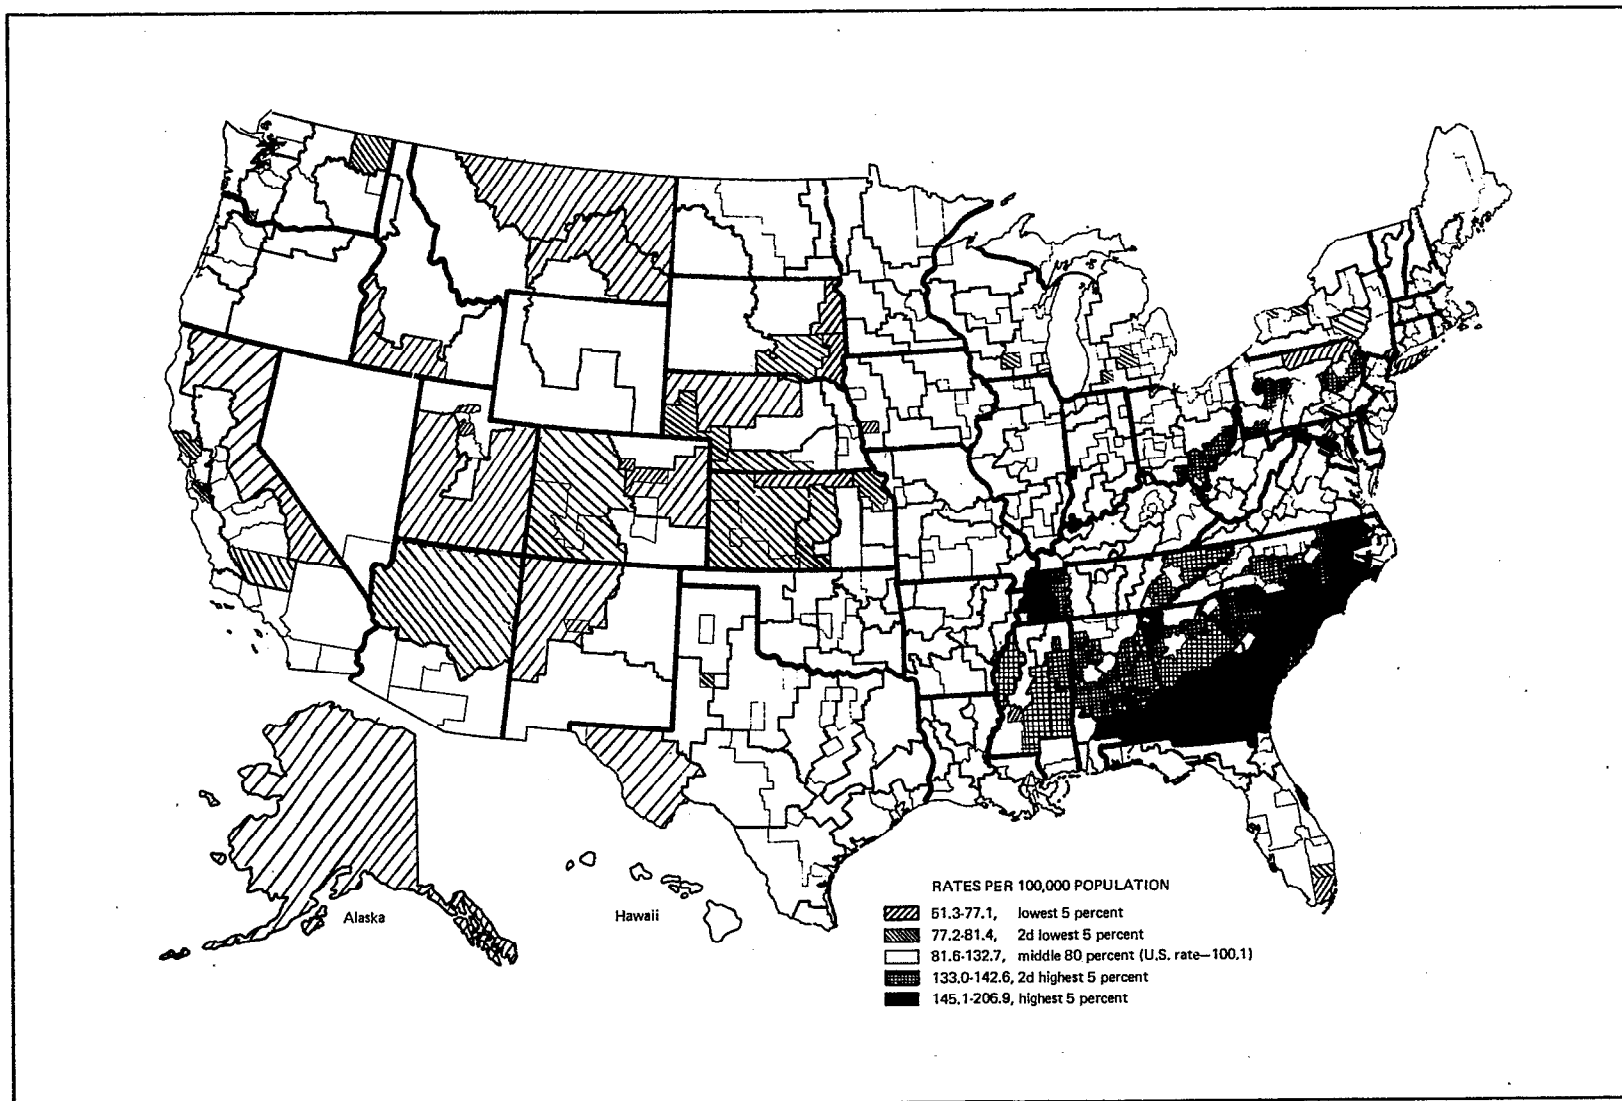 Alaska
Hawaii
RATES PER 100,000 POPULATION
51.3-77.1, lowest 5 percent
77.2-81.4, 2d lowest 5 percent
81.6-132.7, middle 80 percent (U.S. rate—100.1)
133.0-142.6, 2d highest 5 percent
145.1-206.9, highest 5 percent